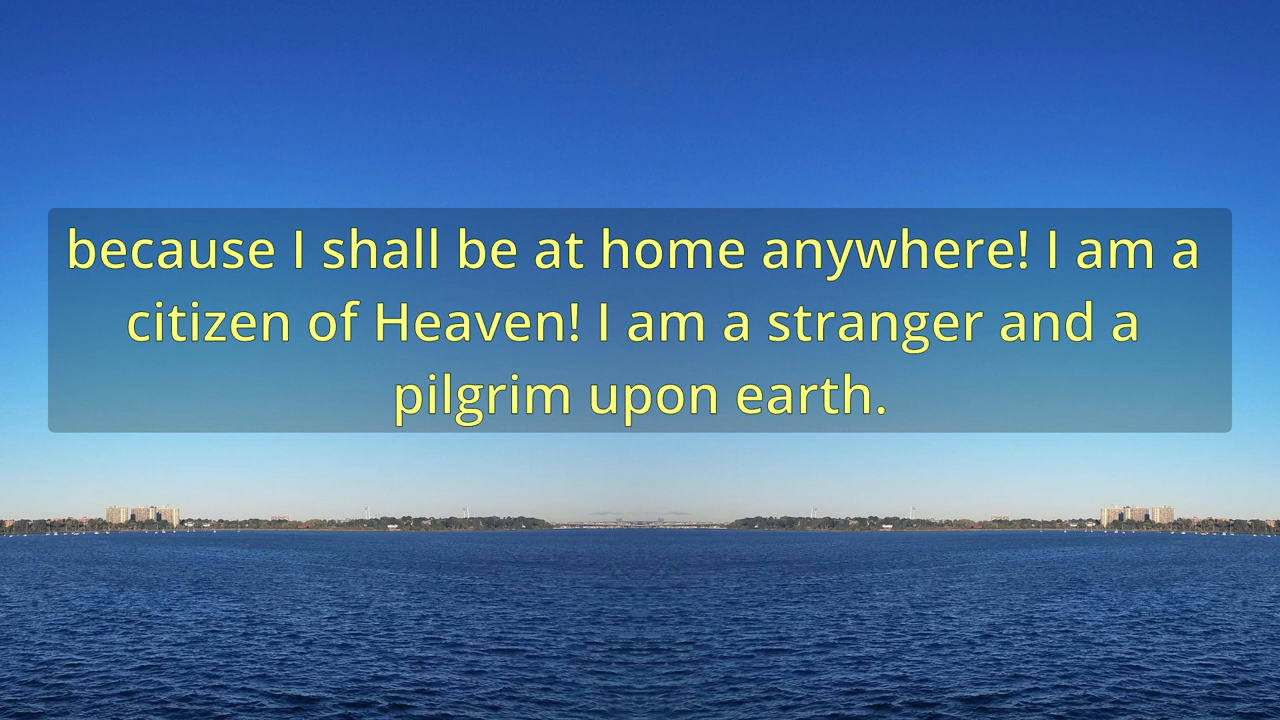 because I shall be at home anywhere! I am a
citizen of Heaven! I am a stranger and a
pilgrim upon earth.